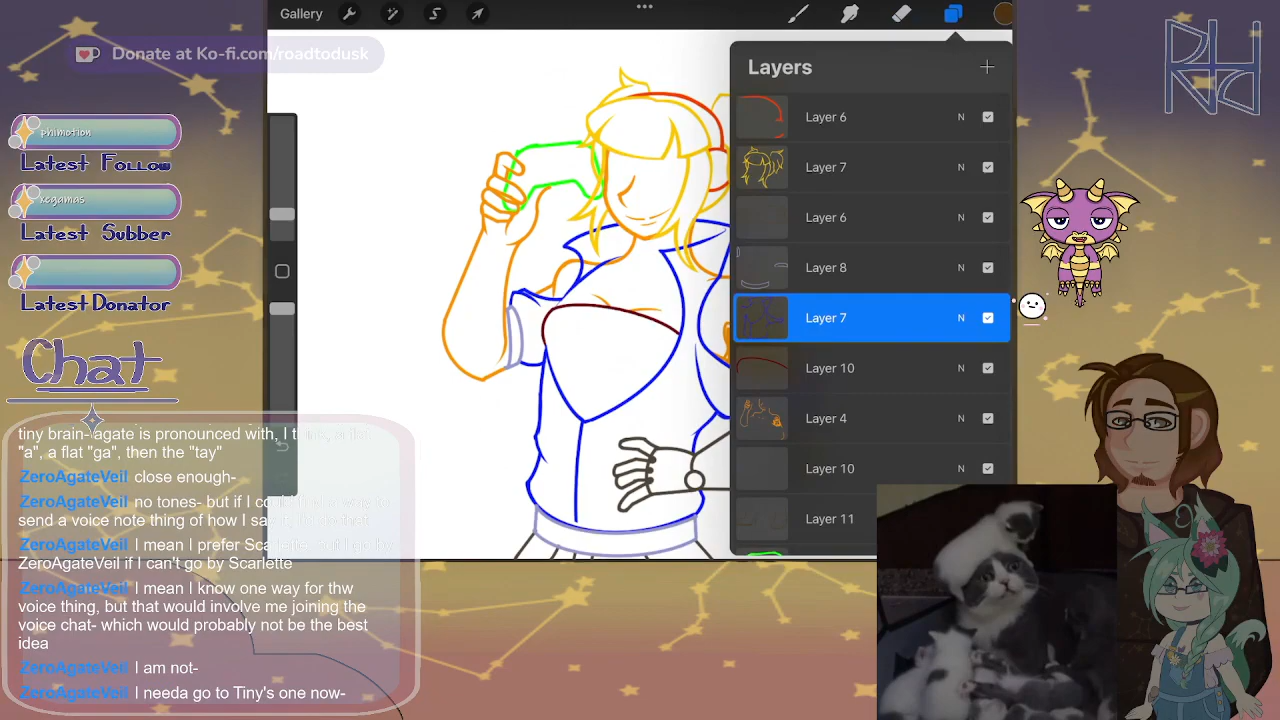 Gallery
Donate at Ko-fi.com/roadtodusk
RtD
Layers
Layer 6 N
Layer 7 N
Layer 6 N
Layer 8 N
Layer 7 N
Layer 10 N
Layer 4 N
Layer 10 N
Layer 11
phimotion
Latest Follow
xcgamas
Latest Subber
Latest Donator
Chat
tiny brain- agate is pronounced with, I
"a", a flat "ga", then the "tay"
ZeroAgateVeil close enough-
ZeroAgateVeil no tones- but if I
send a voice note thing of how I
ZeroAgateVeil I mean I prefer
ZeroAgateVeil if I can't go by Scarlette
ZeroAgateVeil I mean I know one way for thw
voice thing, but that would involve me joining the
voice chat- which would probably not be the best
idea
ZeroAgateVeil I am not-
ZeroAgateVeil I needa go to Tiny's one now-